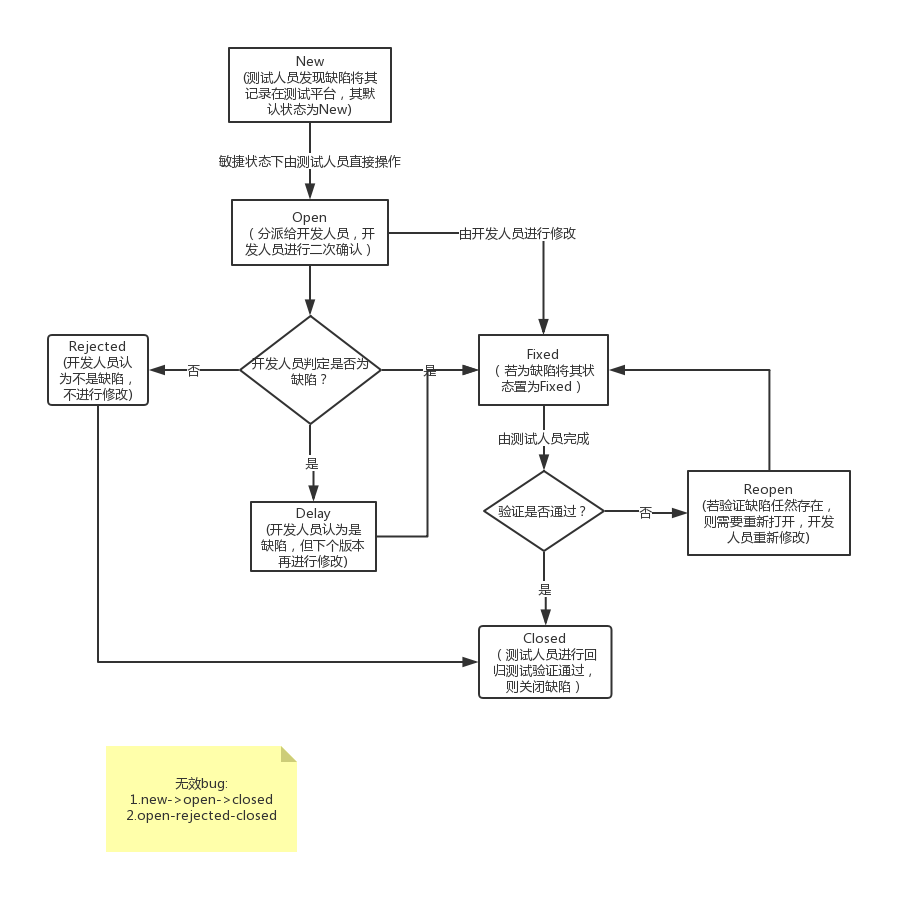 New
(测试人员发现缺陷将其
记录在测试平台，其默
认状态为New)
敏捷状态下由测试人员直接操作
Open
（分派给开发人员，开
发人员进行二次确认）
由开发人员进行修改
Rejected
(开发人员认
为不是缺陷，
不进行修改)
否
开发人员判定是否为
缺陷？
是
Fixed
（若为缺陷将其状
态置为Fixed）
由测试人员完成
是
Delay
(开发人员认为是
缺陷，但下个版本
再进行修改)
验证是否通过？
否
Reopen
(若验证缺陷任然存在，
则需要重新打开，开发
人员重新修改)
是
Closed
（测试人员进行回
归测试验证通过，
则关闭缺陷）
无效bug:
1.new->open->closed
2.open-rejected-closed